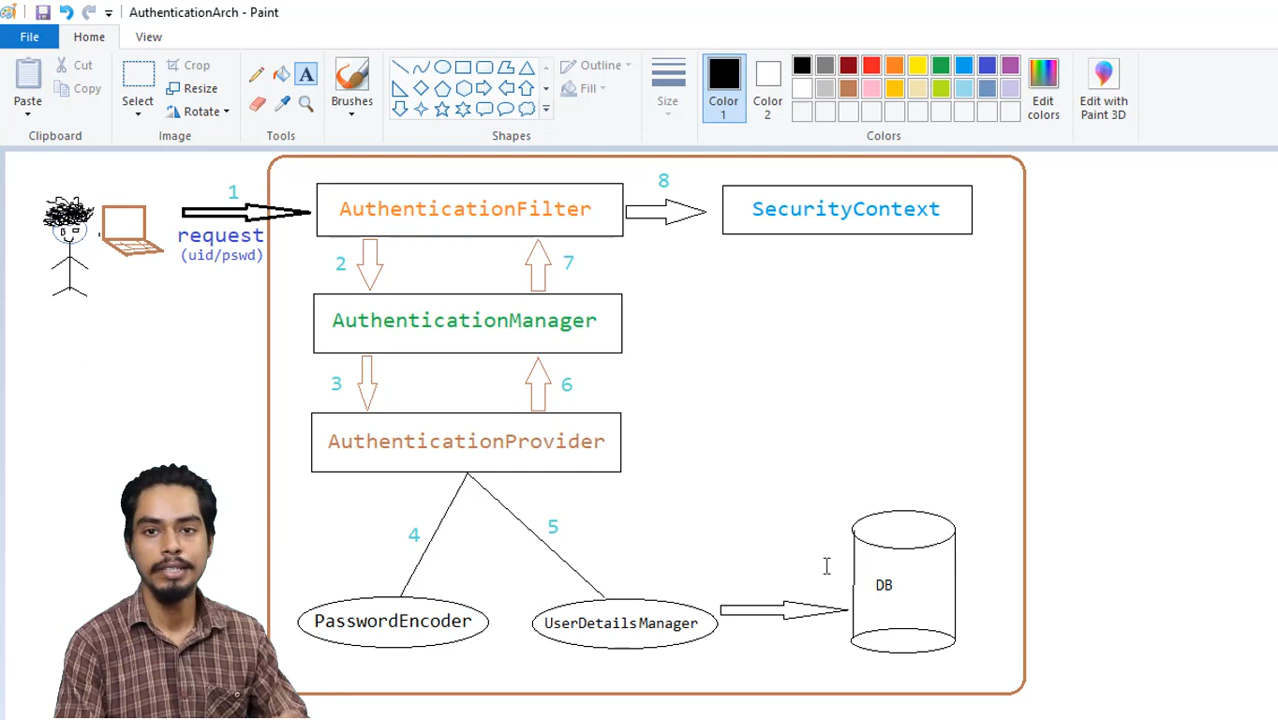 AuthenticationArch - Paint
File
Home
View
Paste
Cut
Copy
Clipboard
Select
Crop
Resize
Rotate
Image
A
Tools
Brushes
Shapes
Outline
Fill
Size
Color
1
Color
2
Edit
colors
Colors
Edit with
Paint 3D
1
request
(uid/pswd)
AuthenticationFilter
8
SecurityContext
2
7
AuthenticationManager
3
6
AuthenticationProvider
4
5
PasswordEncoder
UserDetailsManager
DB